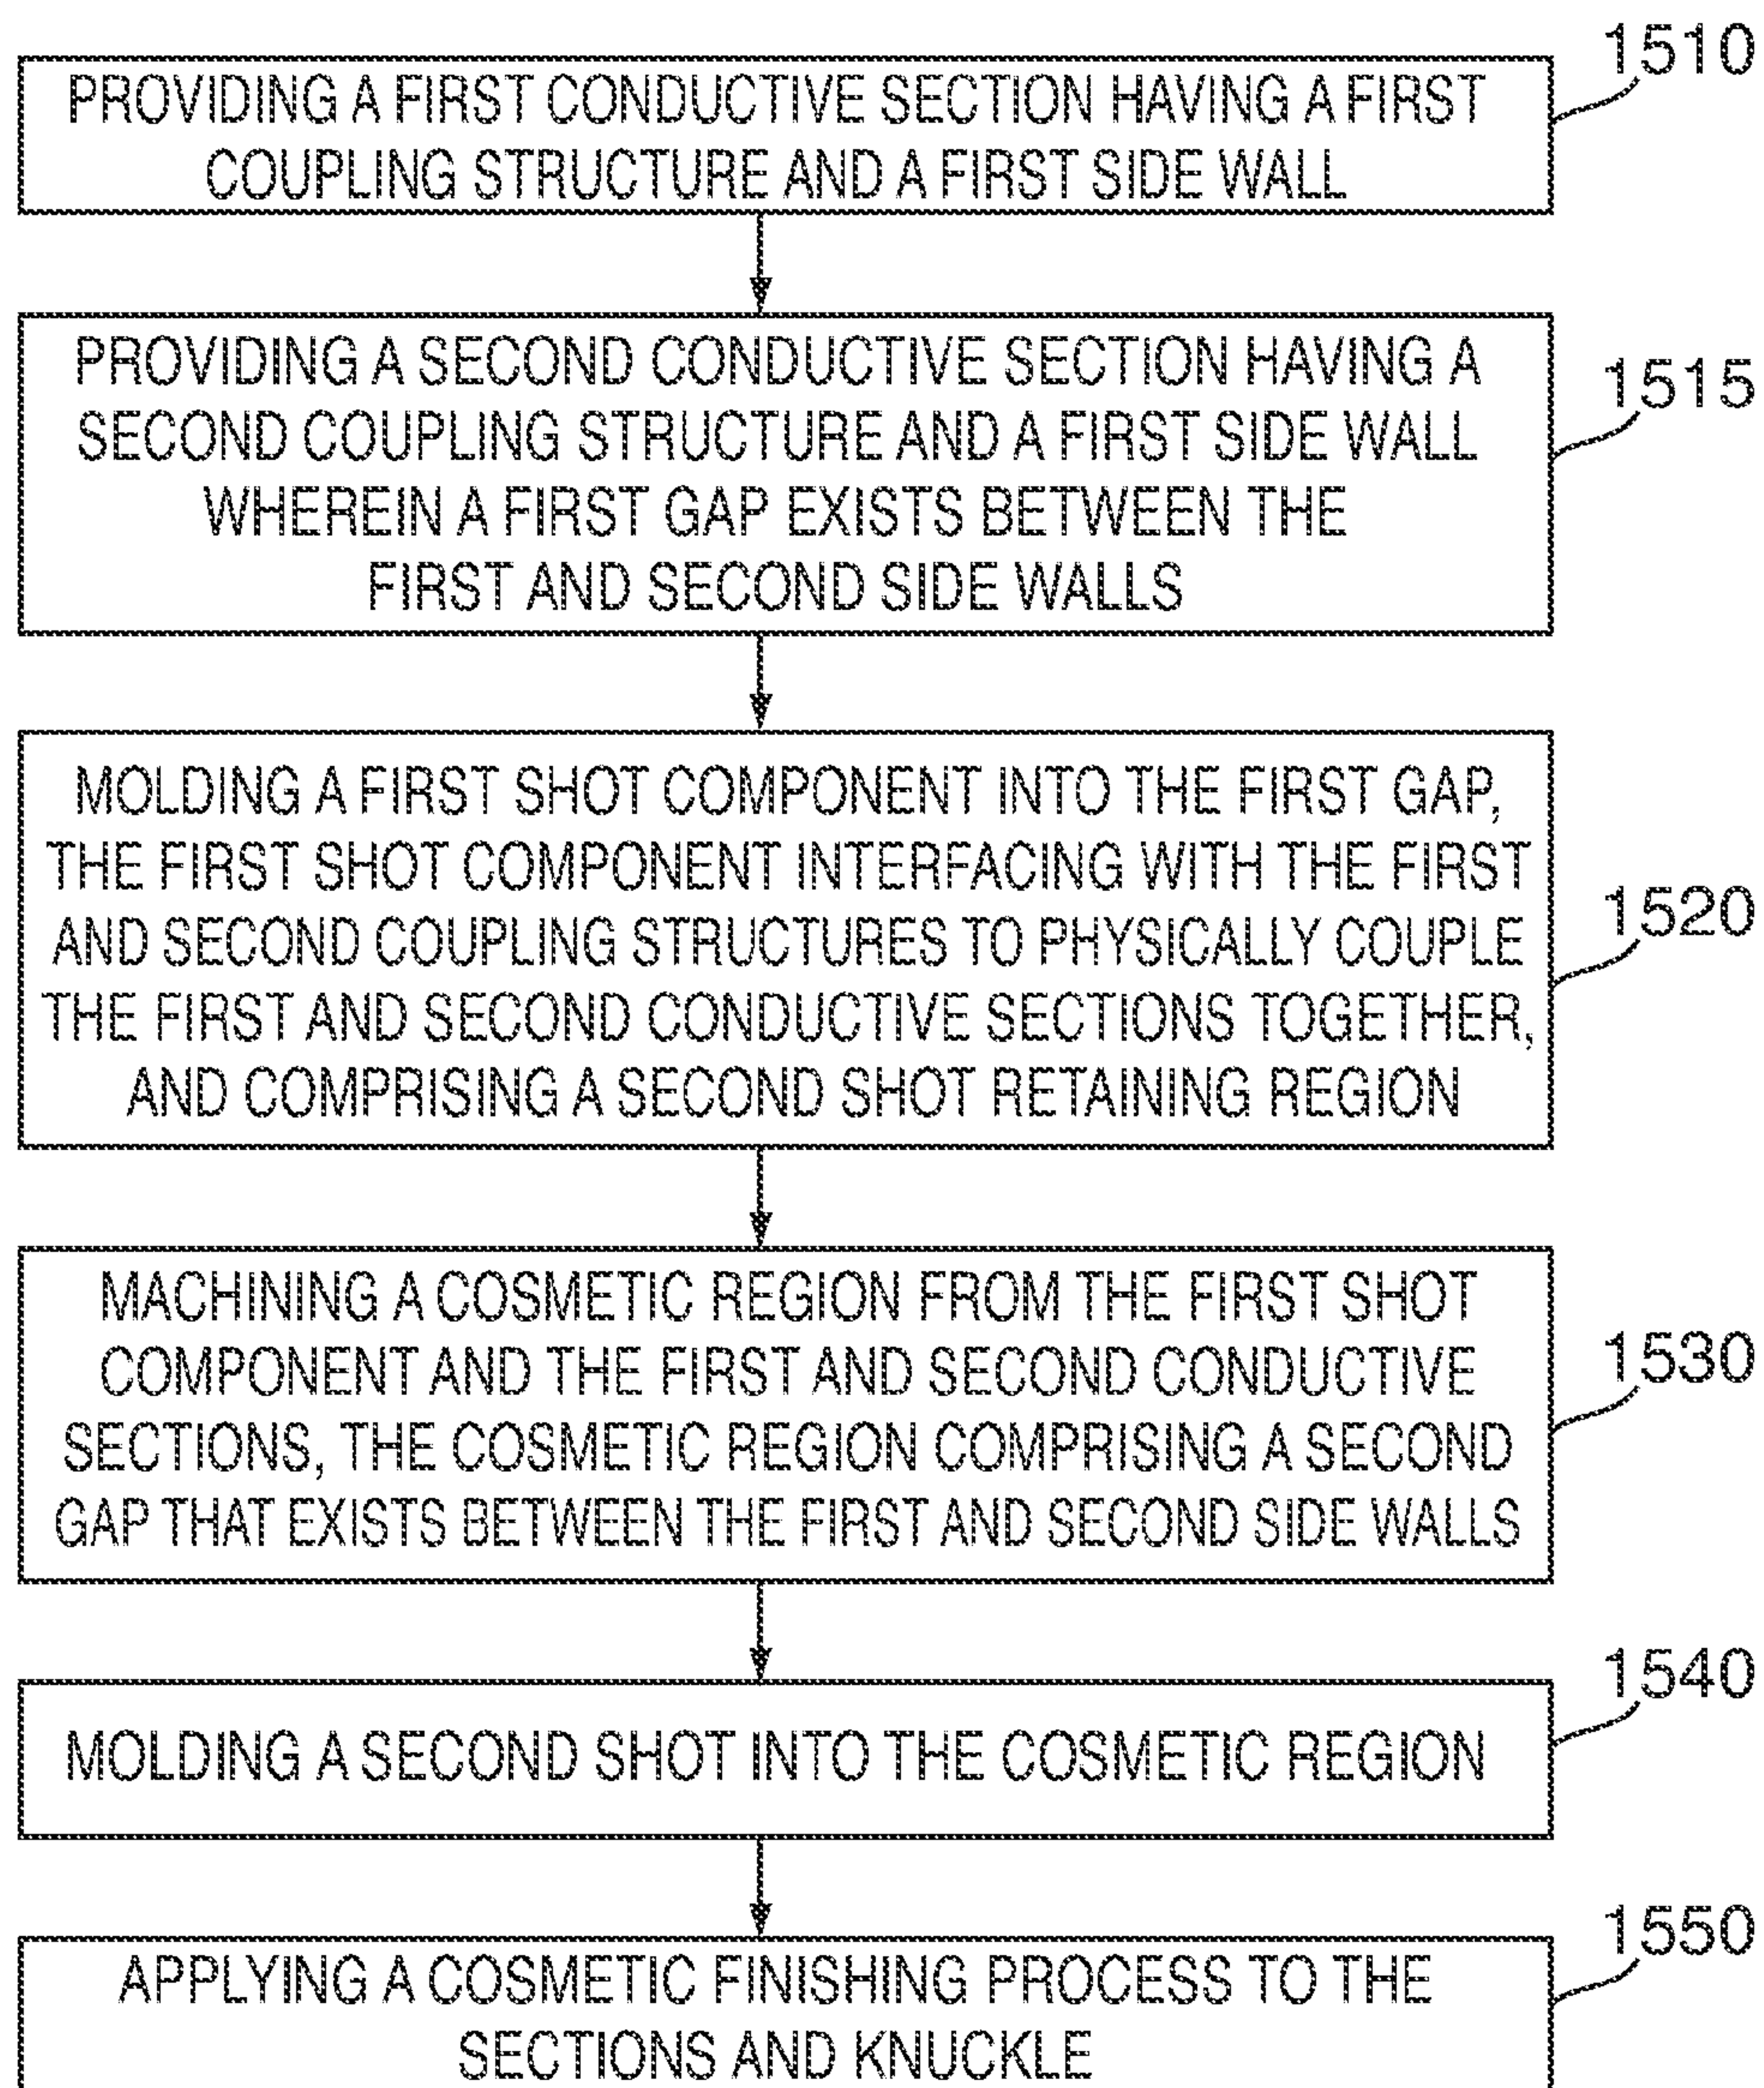 1510
PROVIDING A FIRST CONDUCTIVE SECTION HAVING A FIRST
COUPLING STRUCTURE AND A FIRST SIDE WALL
1515
PROVIDING A SECOND CONDUCTIVE SECTION HAVING A
SECOND COUPLING STRUCTURE AND A FIRST SIDE WALL
WHEREIN A FIRST GAP EXISTS BETWEEN THE
FIRST AND SECOND SIDE WALLS
1520
MOLDING A FIRST SHOT COMPONENT INTO THE FIRST GAP,
THE FIRST SHOT COMPONENT INTERFACING WITH THE FIRST
AND SECOND COUPLING STRUCTURES TO PHYSICALLY COUPLE
THE FIRST AND SECOND CONDUCTIVE SECTIONS TOGETHER,
AND COMPRISING A SECOND SHOT RETAINING REGION
1530
MACHINING A COSMETIC REGION FROM THE FIRST SHOT
COMPONENT AND THE FIRST AND SECOND CONDUCTIVE
SECTIONS, THE COSMETIC REGION COMPRISING A SECOND
GAP THAT EXISTS BETWEEN THE FIRST AND SECOND SIDE WALLS
1540
MOLDING A SECOND SHOT INTO THE COSMETIC REGION
1550
APPLYING A COSMETIC FINISHING PROCESS TO THE
SECTIONS AND KNUCKLE